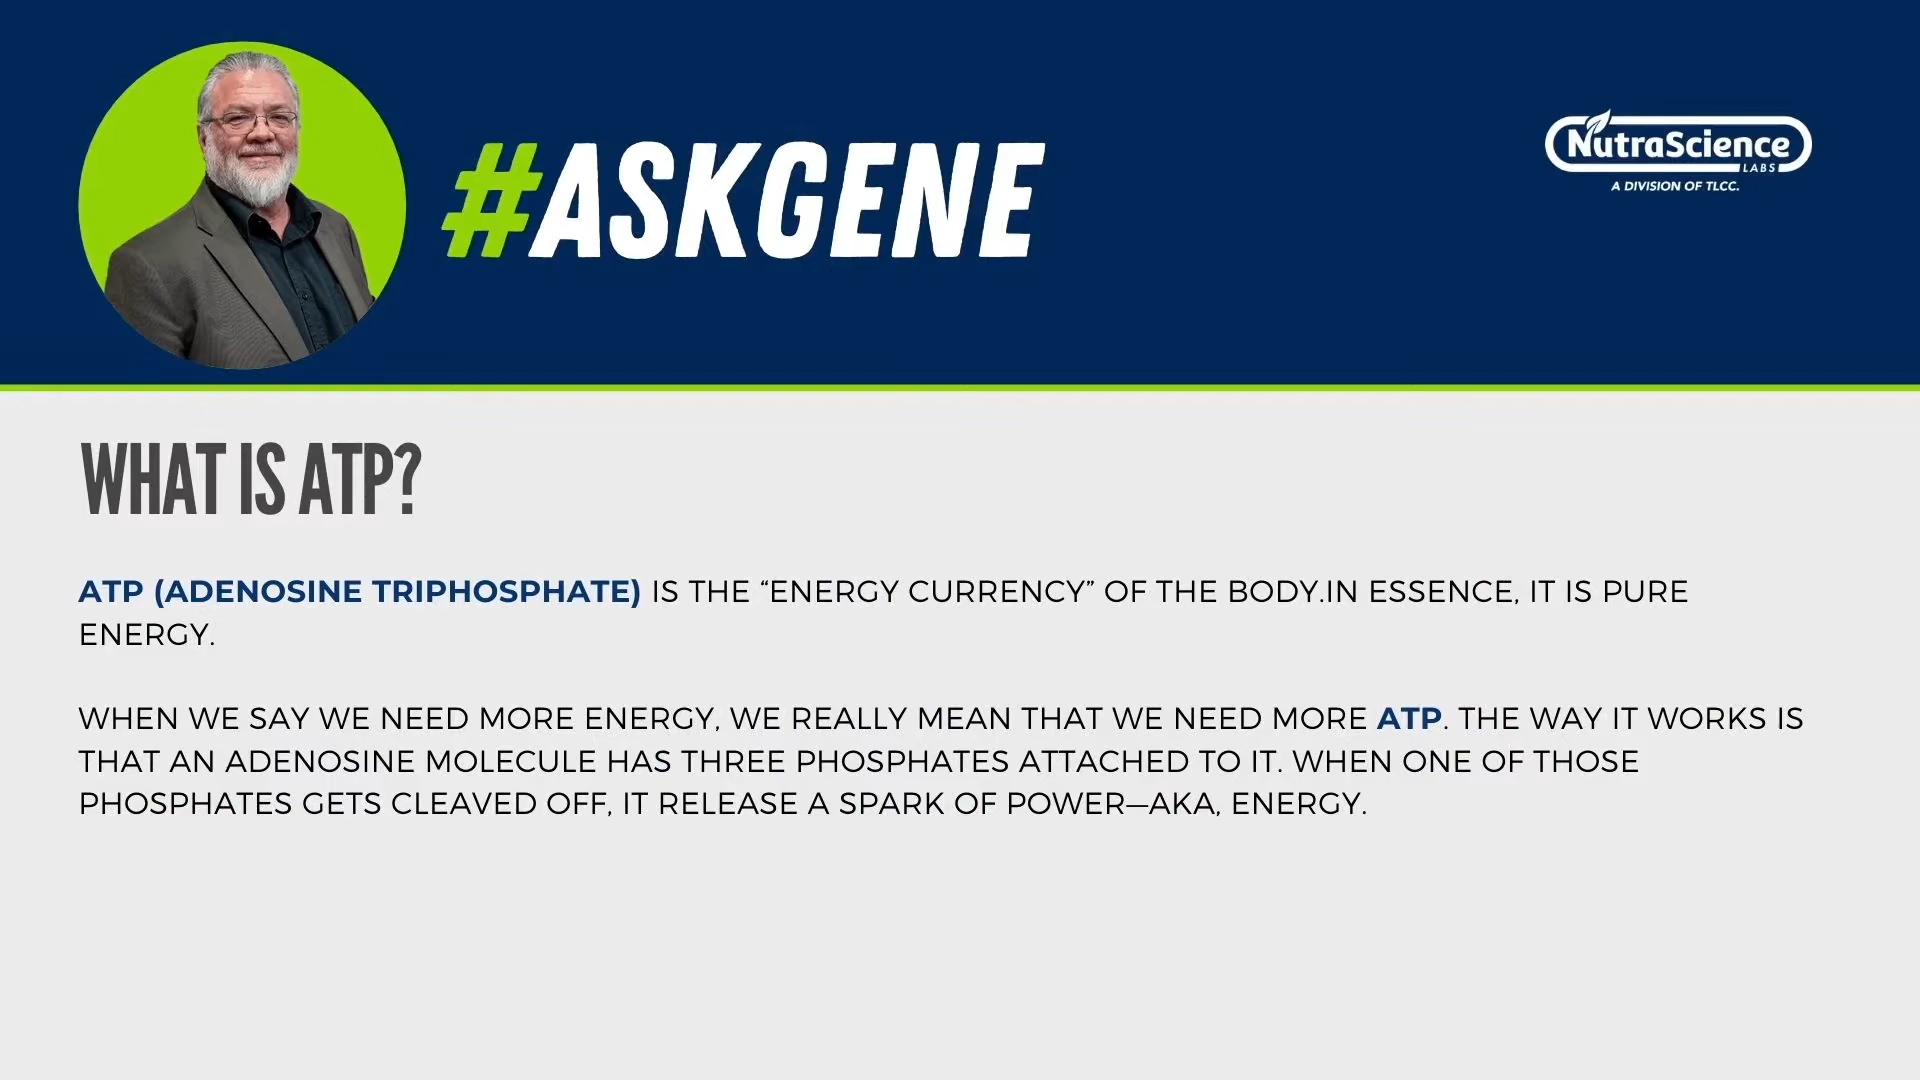 #ASKGENE
NutraScience
LABS
A DIVISION OF TLCC.
WHAT IS ATP?
ATP (ADENOSINE TRIPHOSPHATE) IS THE “ENERGY CURRENCY” OF THE BODY.IN ESSENCE, IT IS PURE
ENERGY.
WHEN WE SAY WE NEED MORE ENERGY, WE REALLY MEAN THAT WE NEED MORE ATP. THE WAY IT WORKS IS
THAT AN ADENOSINE MOLECULE HAS THREE PHOSPHATES ATTACHED TO IT. WHEN ONE OF THOSE
PHOSPHATES GETS CLEAVED OFF, IT RELEASE A SPARK OF POWER—AKA, ENERGY.